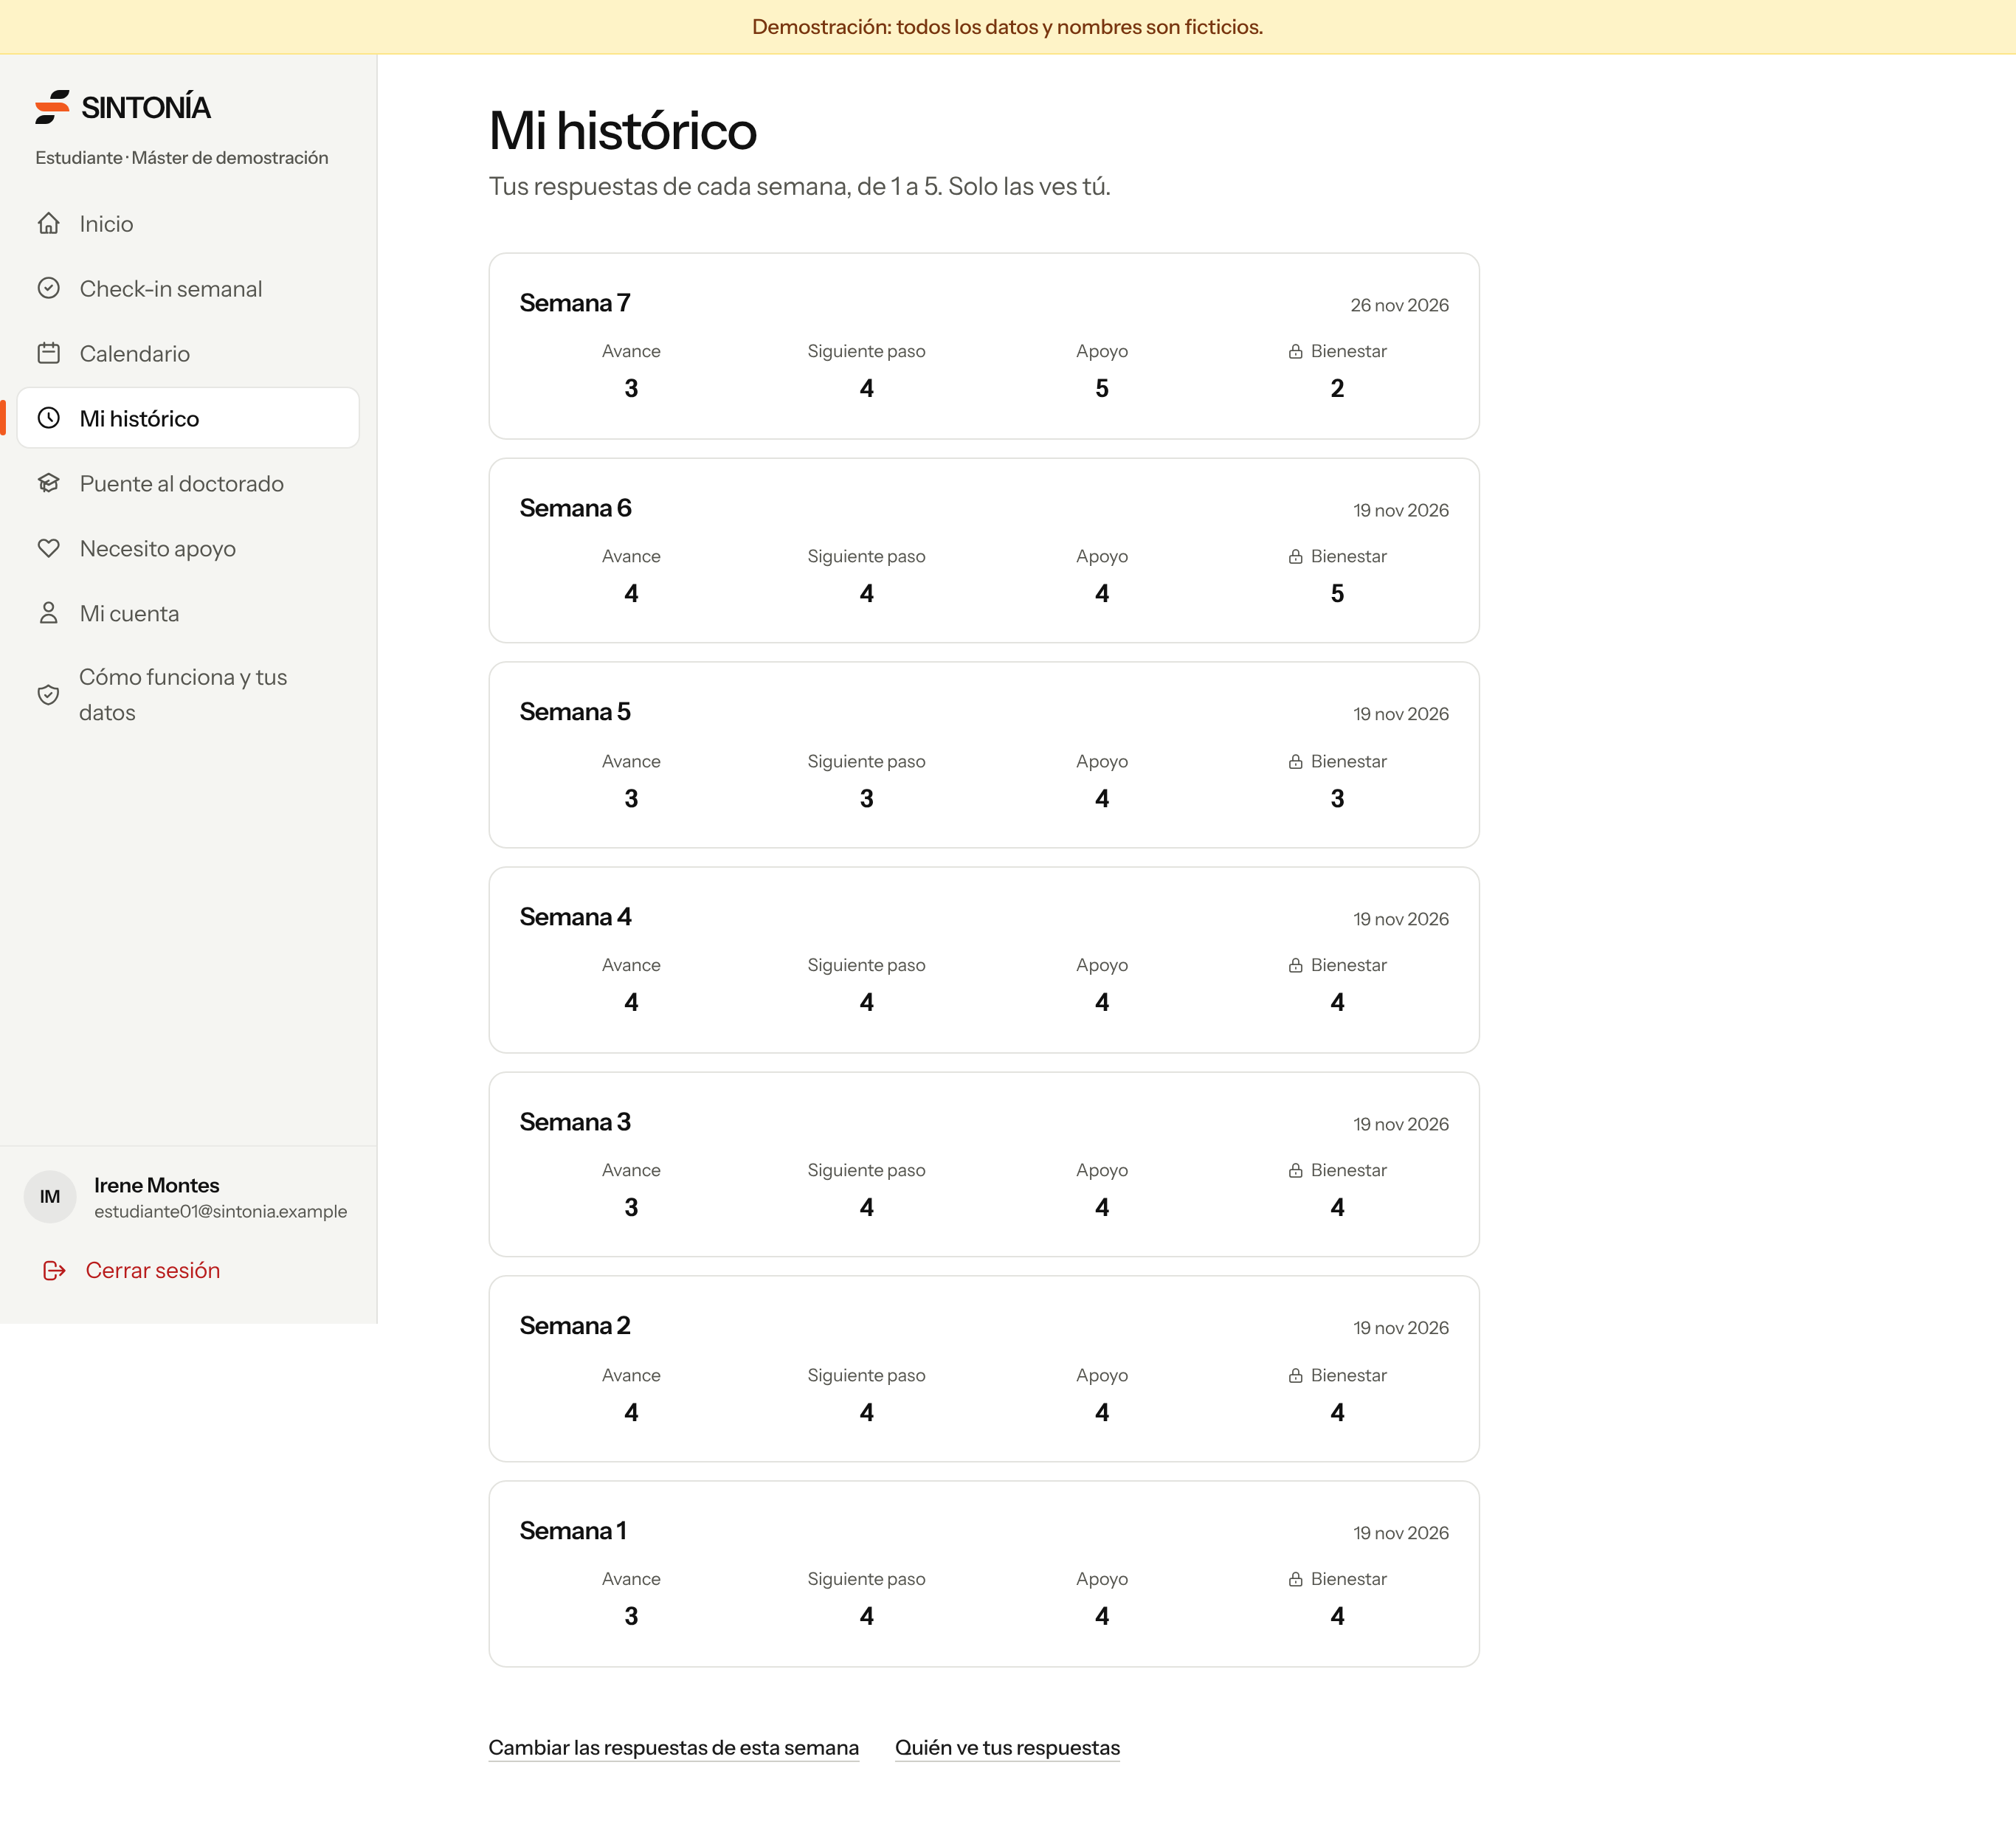 Demostración: todos los datos y nombres son ficticios.
SINTONÍA
Estudiante · Máster de demostración
Inicio
Check-in semanal
Calendario
Mi histórico
Puente al doctorado
Necesito apoyo
Mi cuenta
Cómo funciona y tus
datos
IM
Irene Montes
estudiante01@sintonia.example
Cerrar sesión
Mi histórico
Tus respuestas de cada semana, de 1 a 5. Solo las ves tú.
Semana 7 26 nov 2026
Avance Siguiente paso Apoyo Bienestar
3 4 5 2
Semana 6 19 nov 2026
Avance Siguiente paso Apoyo Bienestar
4 4 4 5
Semana 5 19 nov 2026
Avance Siguiente paso Apoyo Bienestar
3 3 4 3
Semana 4 19 nov 2026
Avance Siguiente paso Apoyo Bienestar
4 4 4 4
Semana 3 19 nov 2026
Avance Siguiente paso Apoyo Bienestar
3 4 4 4
Semana 2 19 nov 2026
Avance Siguiente paso Apoyo Bienestar
4 4 4 4
Semana 1 19 nov 2026
Avance Siguiente paso Apoyo Bienestar
3 4 4 4
Cambiar las respuestas de esta semana Quién ve tus respuestas